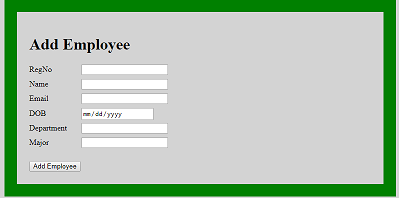 Add Employee
RegNo
Name
Email
DOB mm/dd/yyyy
Department
Major
Add Employee